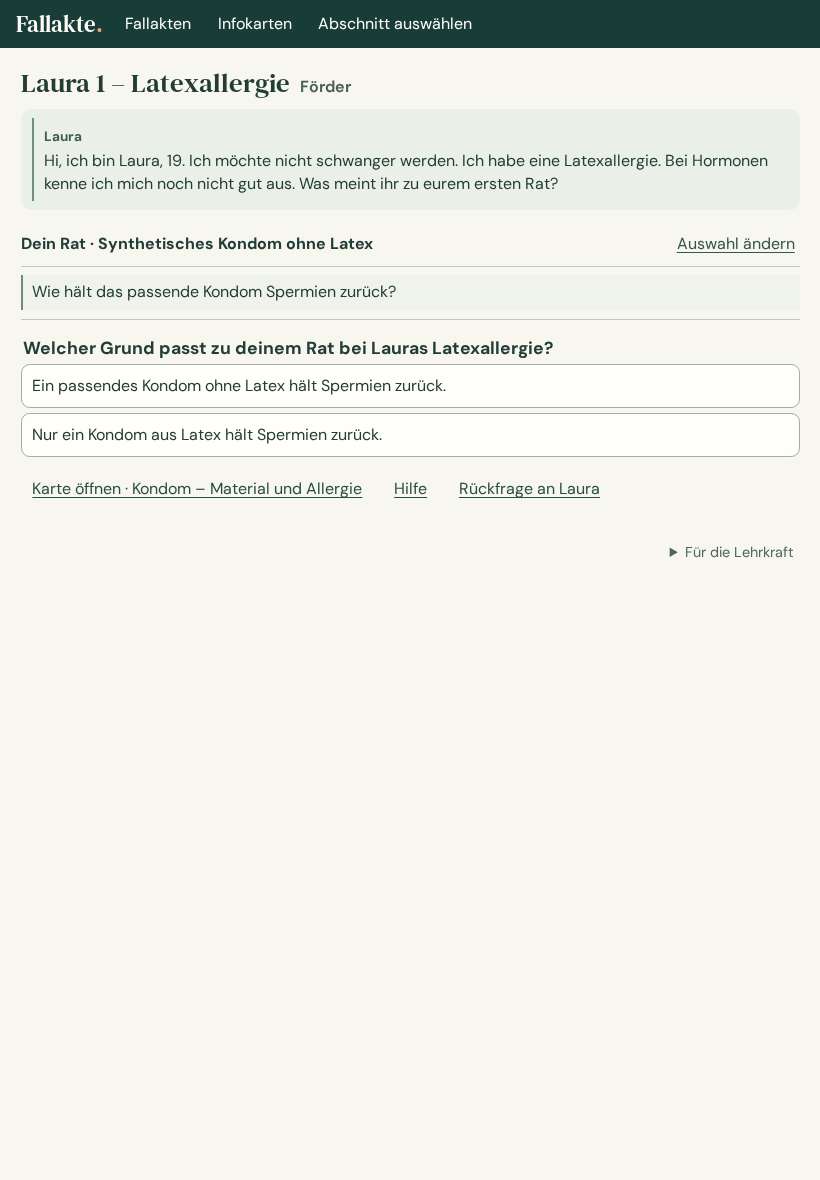 Fallakte. Fallakten Infokarten Abschnitt auswählen
Laura 1 – Latexallergie Förder
Laura
Hi, ich bin Laura, 19. Ich möchte nicht schwanger werden. Ich habe eine Latexallergie. Bei Hormonen
kenne ich mich noch nicht gut aus. Was meint ihr zu eurem ersten Rat?
Dein Rat · Synthetisches Kondom ohne Latex Auswahl ändern
Wie hält das passende Kondom Spermien zurück?
Welcher Grund passt zu deinem Rat bei Lauras Latexallergie?
Ein passendes Kondom ohne Latex hält Spermien zurück.
Nur ein Kondom aus Latex hält Spermien zurück.
Karte öffnen · Kondom – Material und Allergie Hilfe Rückfrage an Laura
▶ Für die Lehrkraft